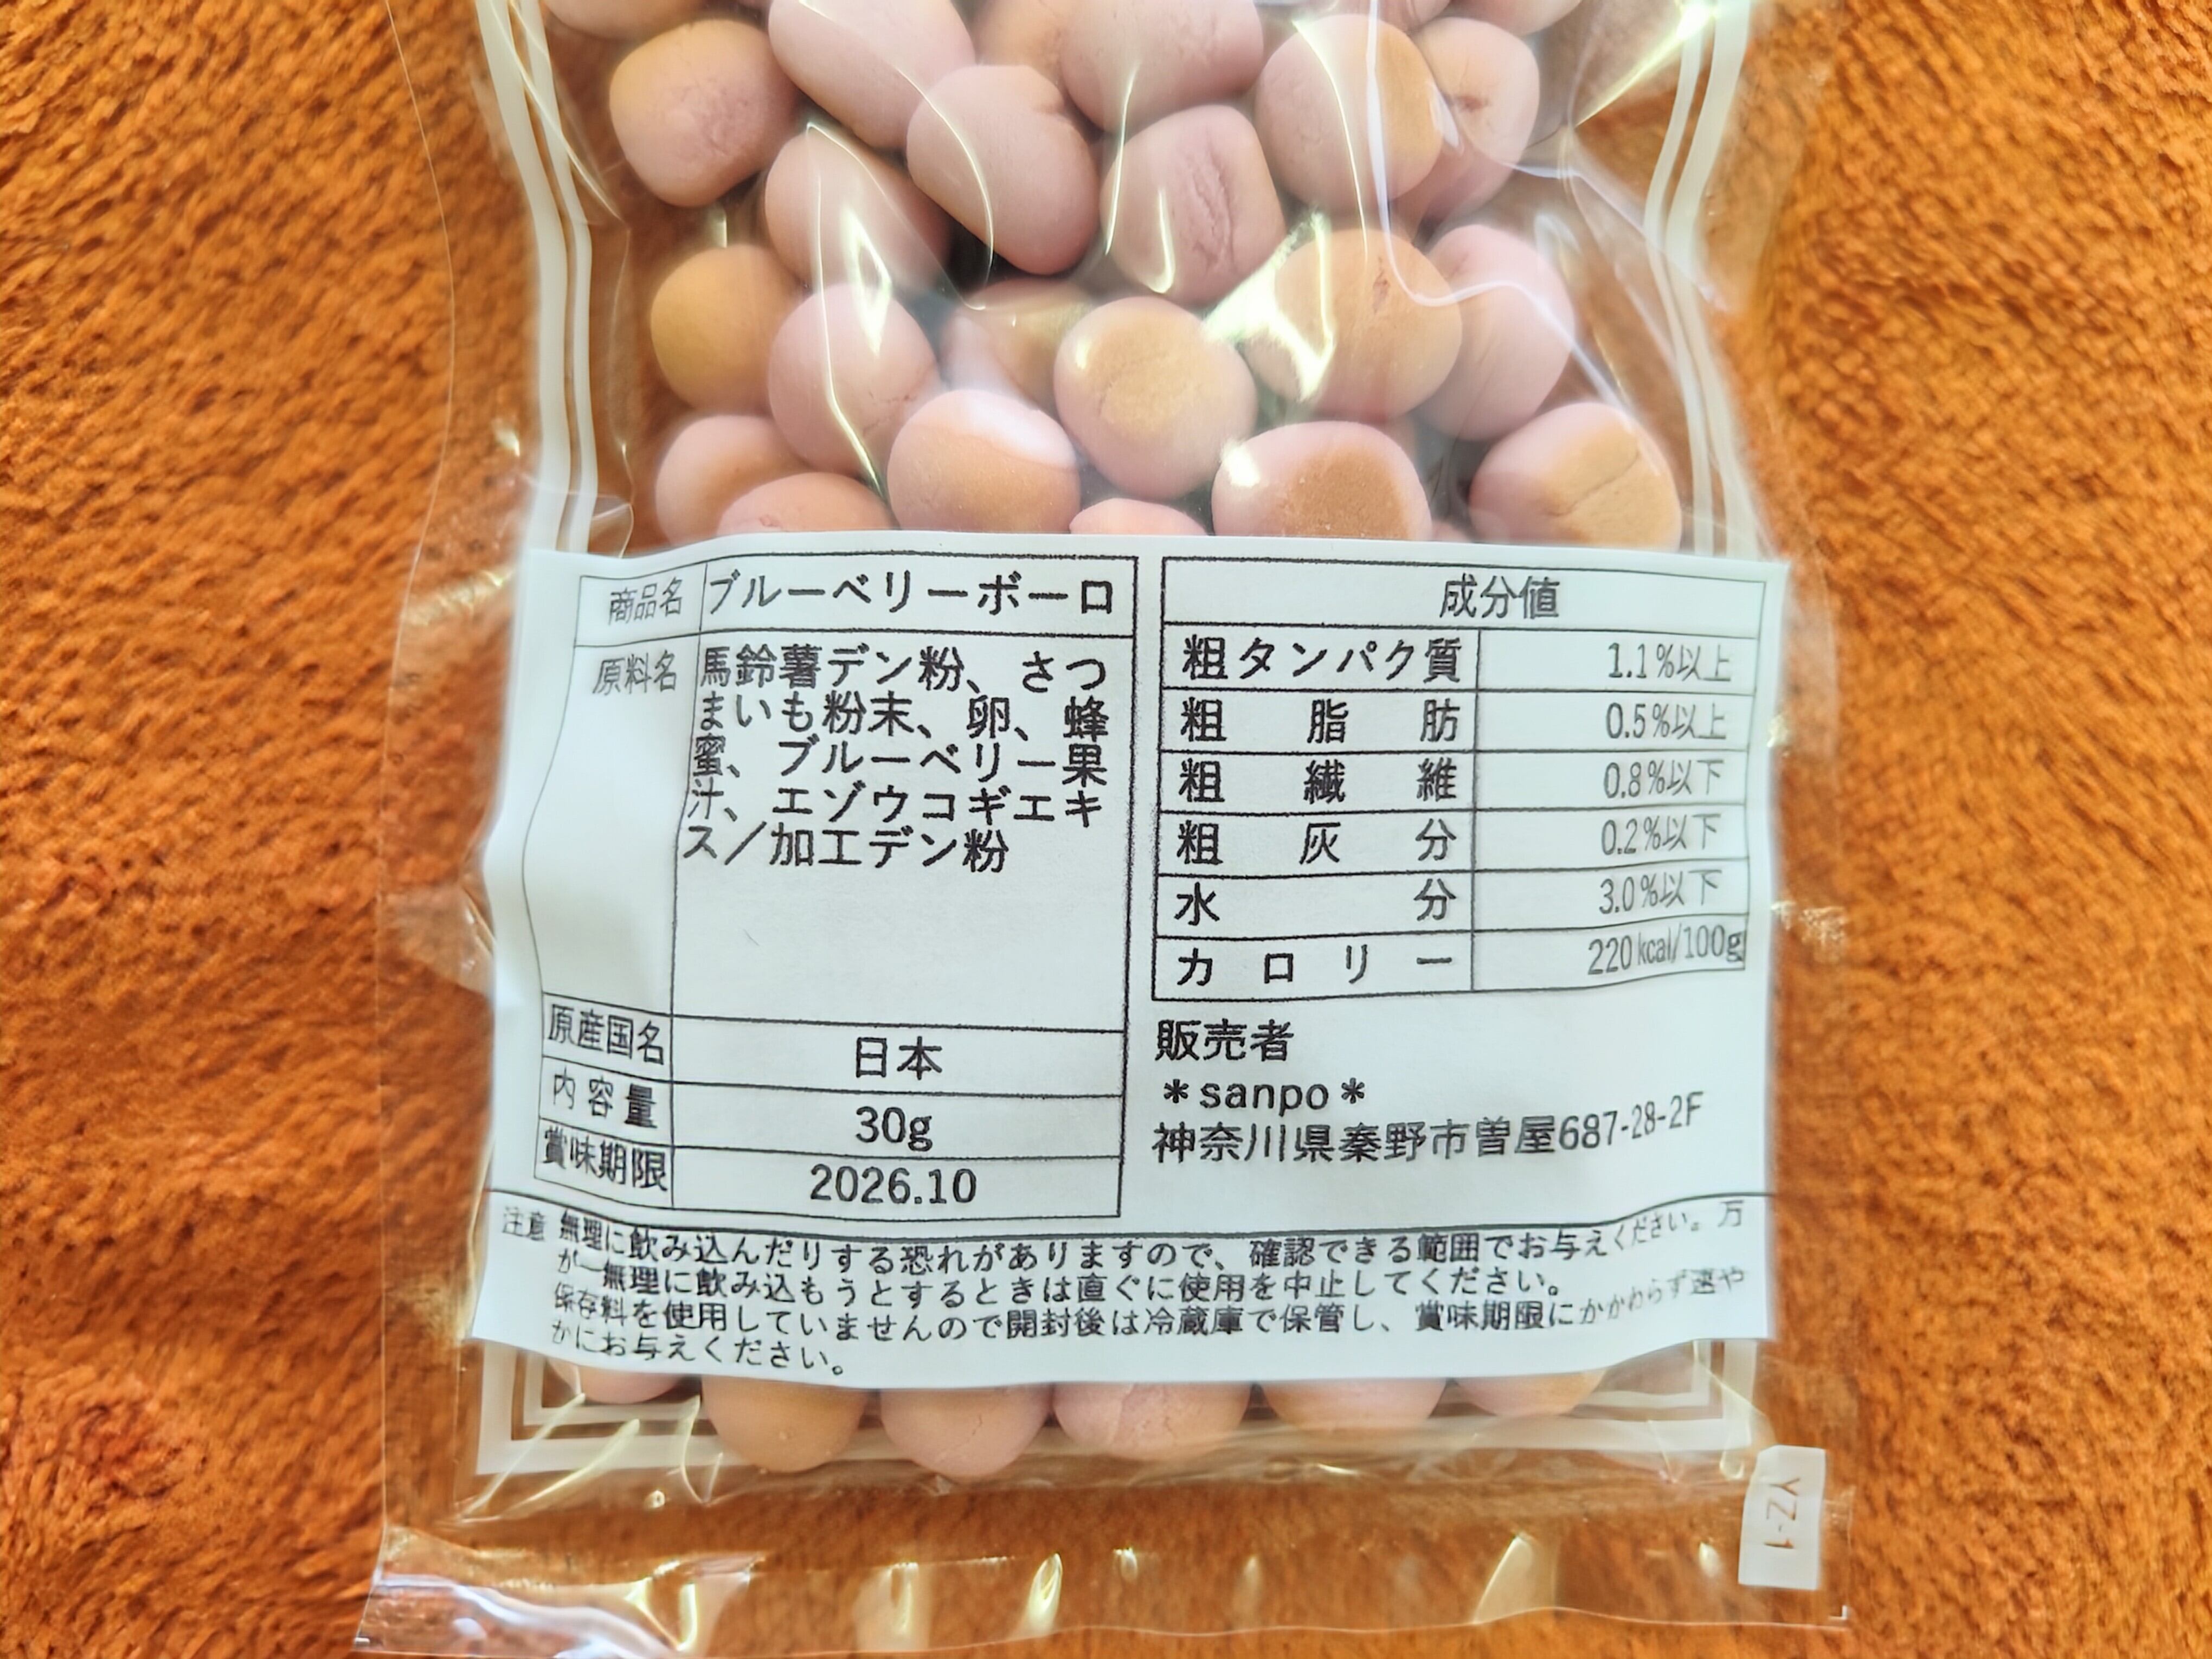 商品名 ブルーベリーボーロ
原料名 馬鈴薯デン粉、さつ
まいも粉末、卵、蜂
蜜、ブルーベリー果
汁、エゾウコギエキ
ス／加工デン粉
原産国名 日本
内容量 30g
賞味期限 2026.10
成分値
粗タンパク質 1.1%以上
粗脂肪 0.5%以上
粗繊維 0.8%以下
粗灰分 0.2%以下
水分 3.0%以下
カロリー 220kcal/100g
販売者
＊sanpo＊
神奈川県秦野市曽屋687-28-2F
注意 無理に飲み込んだりする恐れがありますので、確認できる範囲でお与えください。万
が一無理に飲み込もうとするときは直ぐに使用を中止してください。
保存料を使用していませんので開封後は冷蔵庫で保管し、賞味期限にかかわらず速や
かにお与えください。
YZ-1